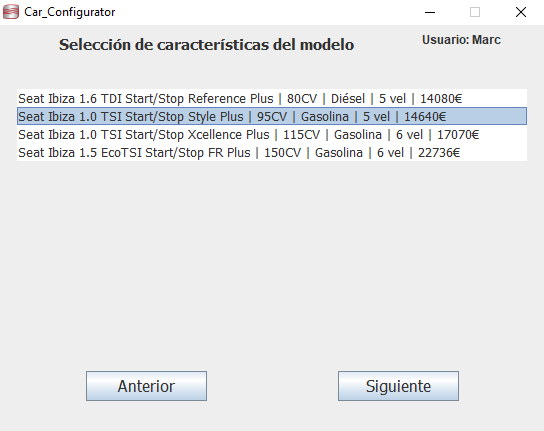 Car_Configurator
Selección de características del modelo
Usuario: Marc
Seat Ibiza 1.6 TDI Start/Stop Reference Plus | 80CV | Diésel | 5 vel | 14080€
Seat Ibiza 1.0 TSI Start/Stop Style Plus | 95CV | Gasolina | 5 vel | 14640€
Seat Ibiza 1.0 TSI Start/Stop Xcellence Plus | 115CV | Gasolina | 6 vel | 17070€
Seat Ibiza 1.5 EcoTSI Start/Stop FR Plus | 150CV | Gasolina | 6 vel | 22736€
Anterior
Siguiente